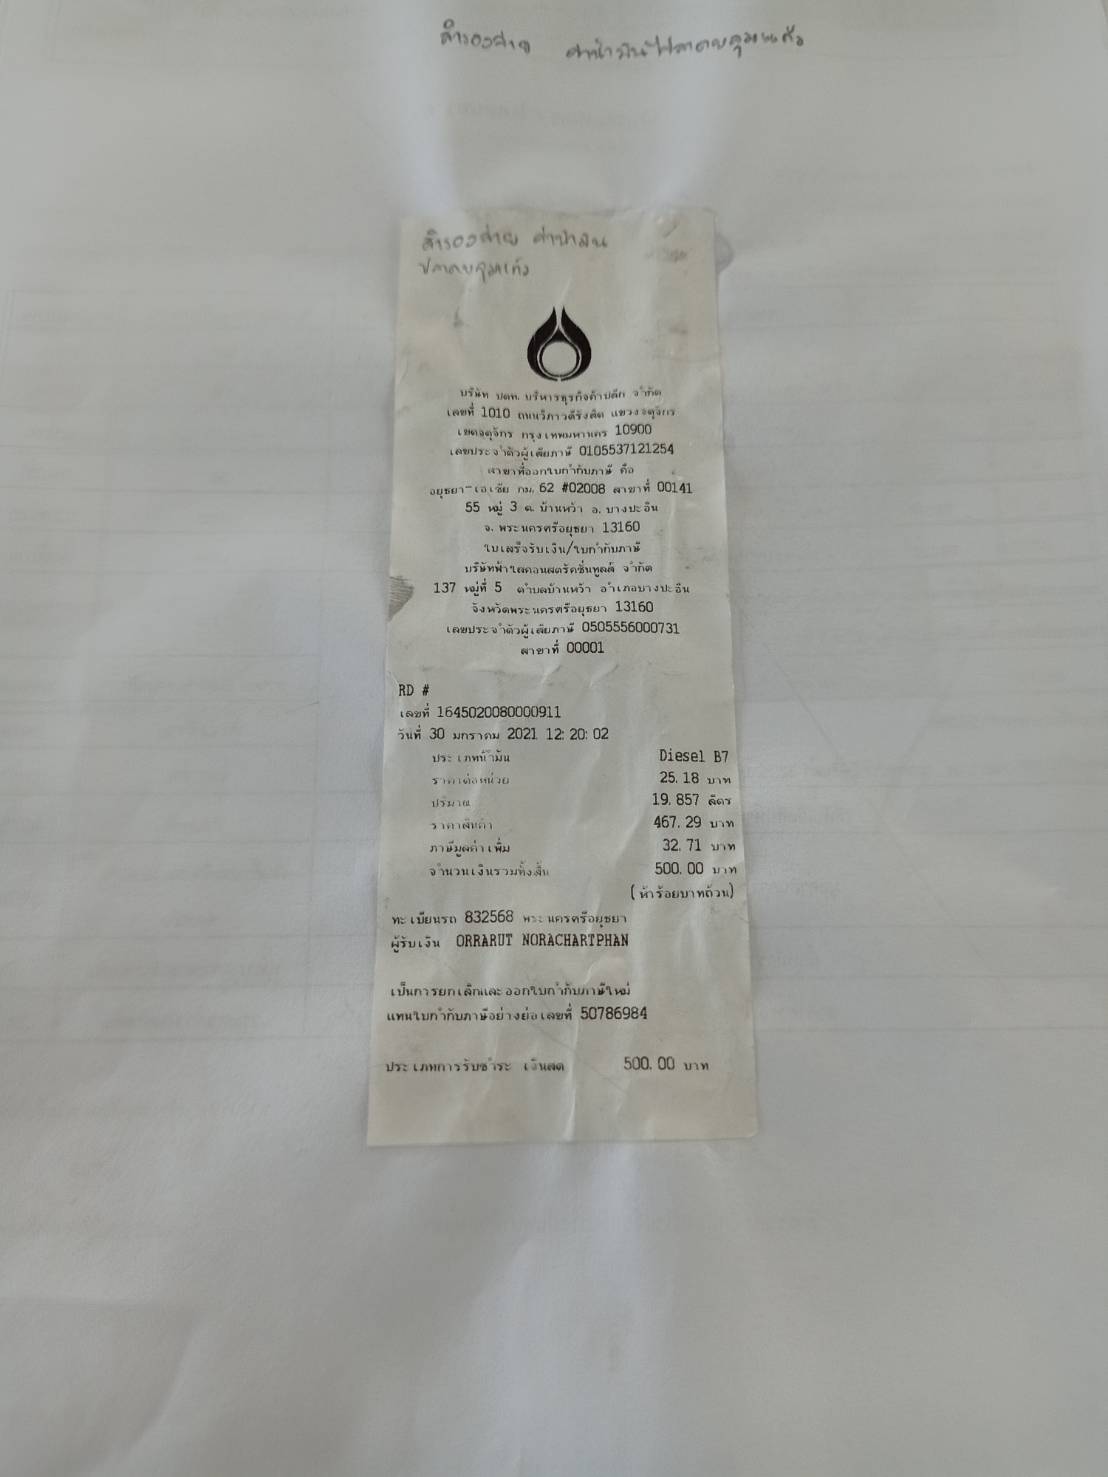 สำรองจ่าย ค่าน้ำมันไปลาดหลุมแก้ว
สำรองจ่าย ค่าน้ำมัน
ไปลาดหลุมแก้ว
บริษัท ปตท. บริหารธุรกิจค้าปลีก จำกัด
เลขที่ 1010 ถนนวิภาวดีรังสิต แขวงจตุจักร
เขตจตุจักร กรุงเทพมหานคร 10900
เลขประจำตัวผู้เสียภาษี 0105537121254
สาขาที่ออกใบกำกับภาษี คือ
อยุธยา-เอเซีย กม. 62 #02008 สาขาที่ 00141
55 หมู่ 3 ต. บ้านหว้า อ. บางปะอิน
จ. พระนครศรีอยุธยา 13160
ใบเสร็จรับเงิน/ใบกำกับภาษี
บริษัทฟ้าใสคอนสตรัคชั่นทูลส์ จำกัด
137 หมู่ที่ 5 ตำบลบ้านหว้า อำเภอบางปะอิน
จังหวัดพระนครศรีอยุธยา 13160
เลขประจำตัวผู้เสียภาษี 0505556000731
สาขาที่ 00001
RD #
เลขที่ 1645020080000911
วันที่ 30 มกราคม 2021 12:20:02
ประเภทน้ำมัน Diesel B7
ราคาต่อหน่วย 25.18 บาท
ปริมาณ 19.857 ลิตร
ราคาสินค้า 467.29 บาท
ภาษีมูลค่าเพิ่ม 32.71 บาท
จำนวนเงินรวมทั้งสิ้น 500.00 บาท
(ห้าร้อยบาทถ้วน)
ทะเบียนรถ 832568 พระนครศรีอยุธยา
ผู้รับเงิน ORRARUT NORACHARTPHAN
เป็นการยกเลิกและออกใบกำกับภาษีใหม่
แทนใบกำกับภาษีอย่างย่อเลขที่ 50786984
ประเภทการรับชำระ เงินสด 500.00 บาท